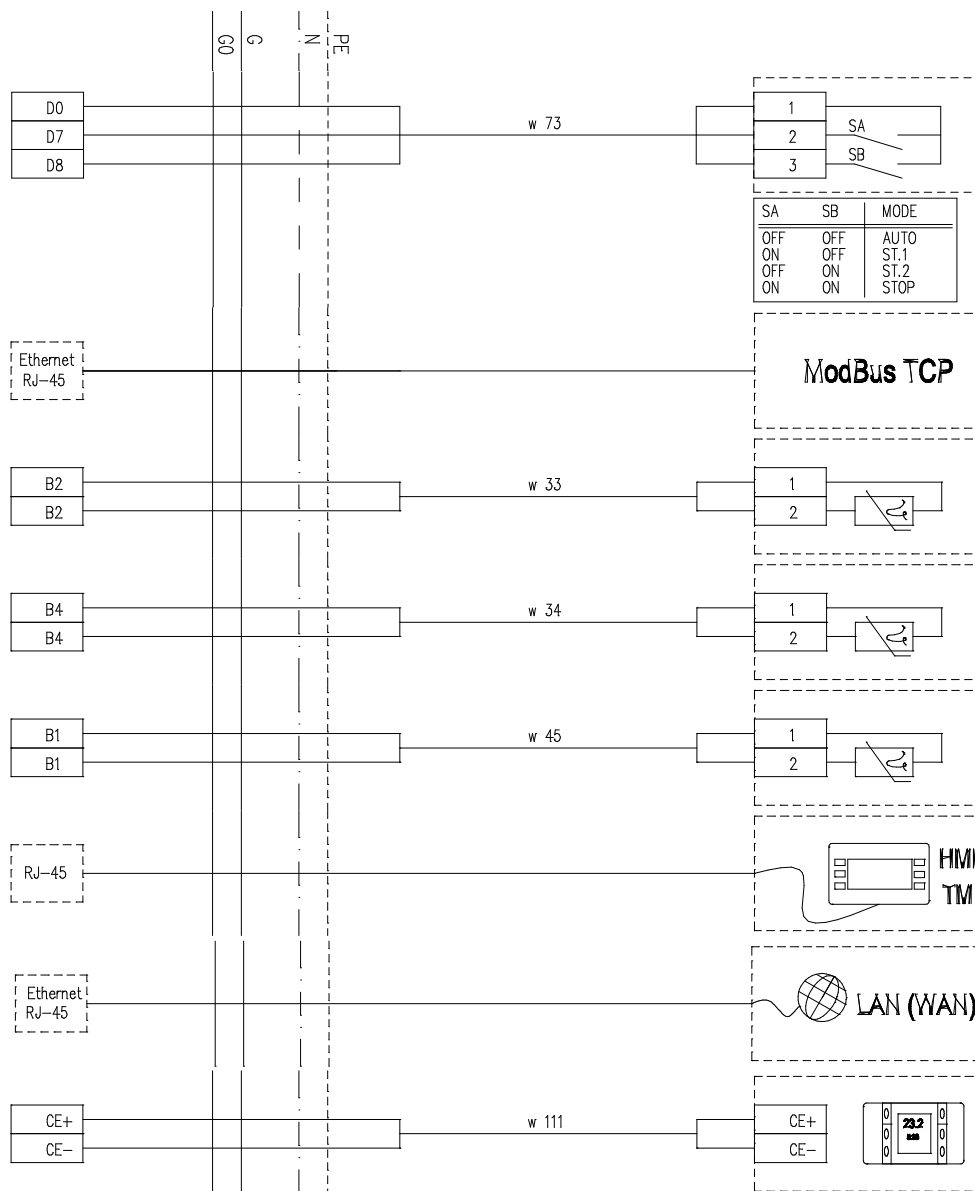 G0 G N PE
D0
D7
D8
w 73
1
2
3
SA
SB
SA SB MODE
OFF OFF AUTO
ON OFF ST.1
OFF ON ST.2
ON ON STOP
Ethernet
RJ-45
ModBus TCP
B2
B2
w 33
1
2
B4
B4
w 34
1
2
B1
B1
w 45
1
2
RJ-45
HMI
TM
Ethernet
RJ-45
LAN (WAN)
CE+
CE-
w 111
CE+
CE-
23.2